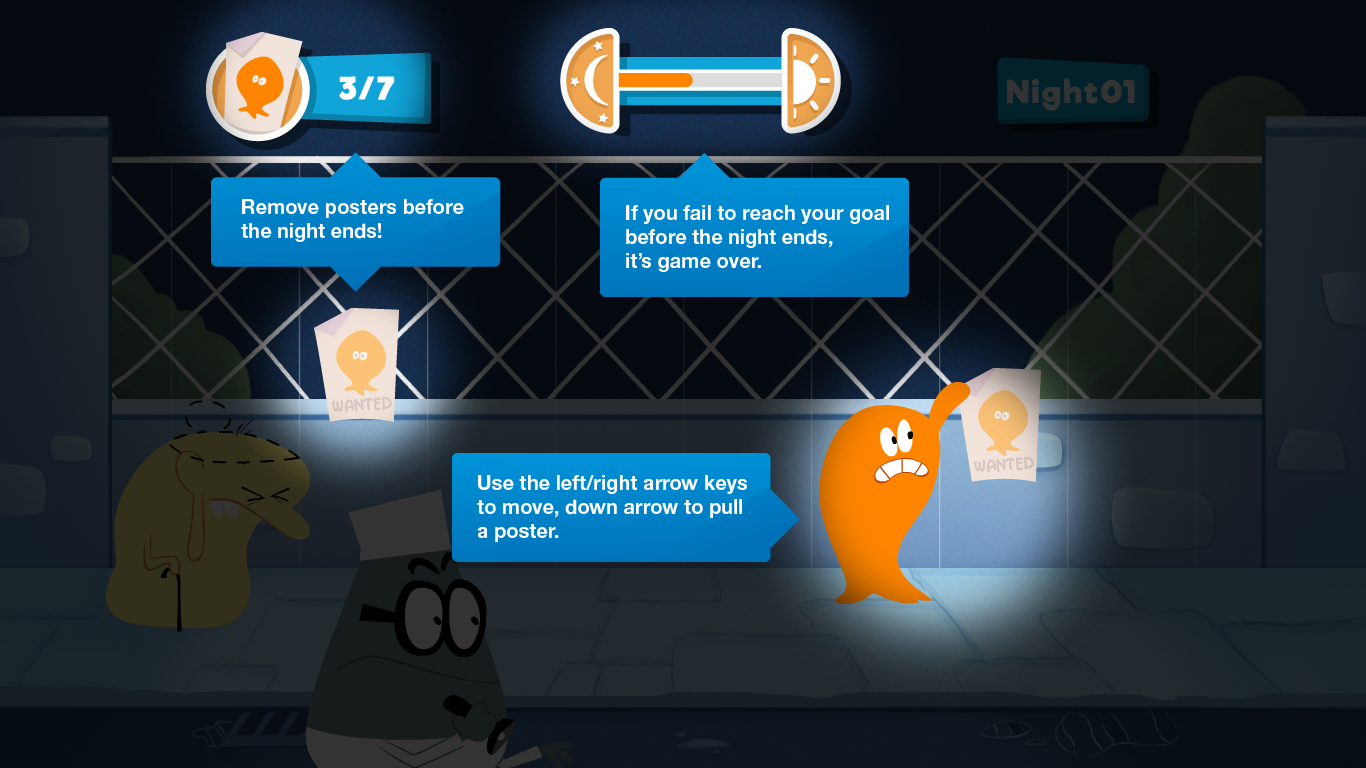 3/7
Night01
Remove posters before
the night ends!
If you fail to reach your goal
before the night ends,
it's game over.
WANTED
WANTED
Use the left/right arrow keys
to move, down arrow to pull
a poster.